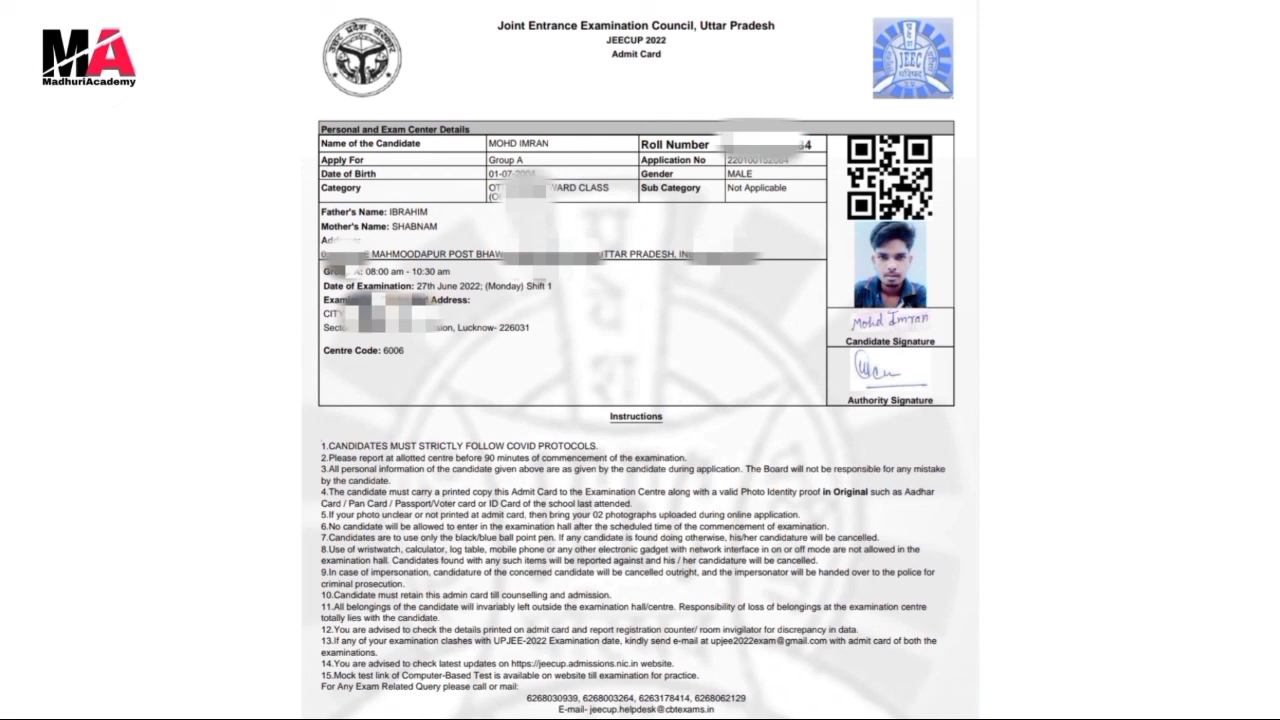 MA
MadhuriAcademy
Joint Entrance Examination Council, Uttar Pradesh
JEECUP 2022
Admit Card
JEEC
Personal and Exam Center Details
Name of the Candidate MOHD IMRAN Roll Number 34
Apply For Group A Application No
Date of Birth 01-07- Gender MALE
Category WARD CLASS Sub Category Not Applicable
Father's Name: IBRAHIM
Mother's Name: SHABNAM
MAHMOODAPUR POST UTTAR PRADESH,
08:00 am - 10:30 am
Date of Examination: 27th June 2022; (Monday) Shift 1
Address:
CITY
Lucknow- 226031
Centre Code: 6006
Mohd Imran
Candidate Signature
Authority Signature
Instructions
1.CANDIDATES MUST STRICTLY FOLLOW COVID PROTOCOLS.
2.Please report at allotted centre before 90 minutes of commencement of the examination.
3.All personal information of the candidate given above are as given by the candidate during application. The Board will not be responsible for any mistake
by the candidate.
4.The candidate must carry a printed copy this Admit Card to the Examination Centre along with a valid Photo Identity proof in Original such as Aadhar
Card / Pan Card / Passport/Voter card or ID Card of the school last attended.
5.If your photo unclear or not printed at admit card, then bring your 02 photographs uploaded during online application.
6.No candidate will be allowed to enter in the examination hall after the scheduled time of the commencement of examination.
7.Candidates are to use only the black/blue ball point pen. If any candidate is found doing otherwise, his/her candidature will be cancelled.
8.Use of wristwatch, calculator, log table, mobile phone or any other electronic gadget with network interface in on or off mode are not allowed in the
examination hall. Candidates found with any such items will be reported against and his / her candidature will be cancelled.
9.In case of impersonation, candidature of the concerned candidate will be cancelled outright, and the impersonator will be handed over to the police for
criminal prosecution.
10.Candidate must retain this admin card till counselling and admission.
11.All belongings of the candidate will invariably left outside the examination hall/centre. Responsibility of loss of belongings at the examination centre
totally lies with the candidate.
12.You are advised to check the details printed on admit card and report registration counter/ room invigilator for discrepancy in data.
13.If any of your examination clashes with UPJEE-2022 Examination date, kindly send e-mail at upjee2022exam@gmail.com with admit card of both the
examinations.
14.You are advised to check latest updates on https://jeecup.admissions.nic.in website.
15.Mock test link of Computer-Based Test is available on website till examination for practice.
For Any Exam Related Query please call or mail:
6268030939, 6268003264, 6263178414, 6268062129
E-mail- jeecup.helpdesk@cbtexams.in